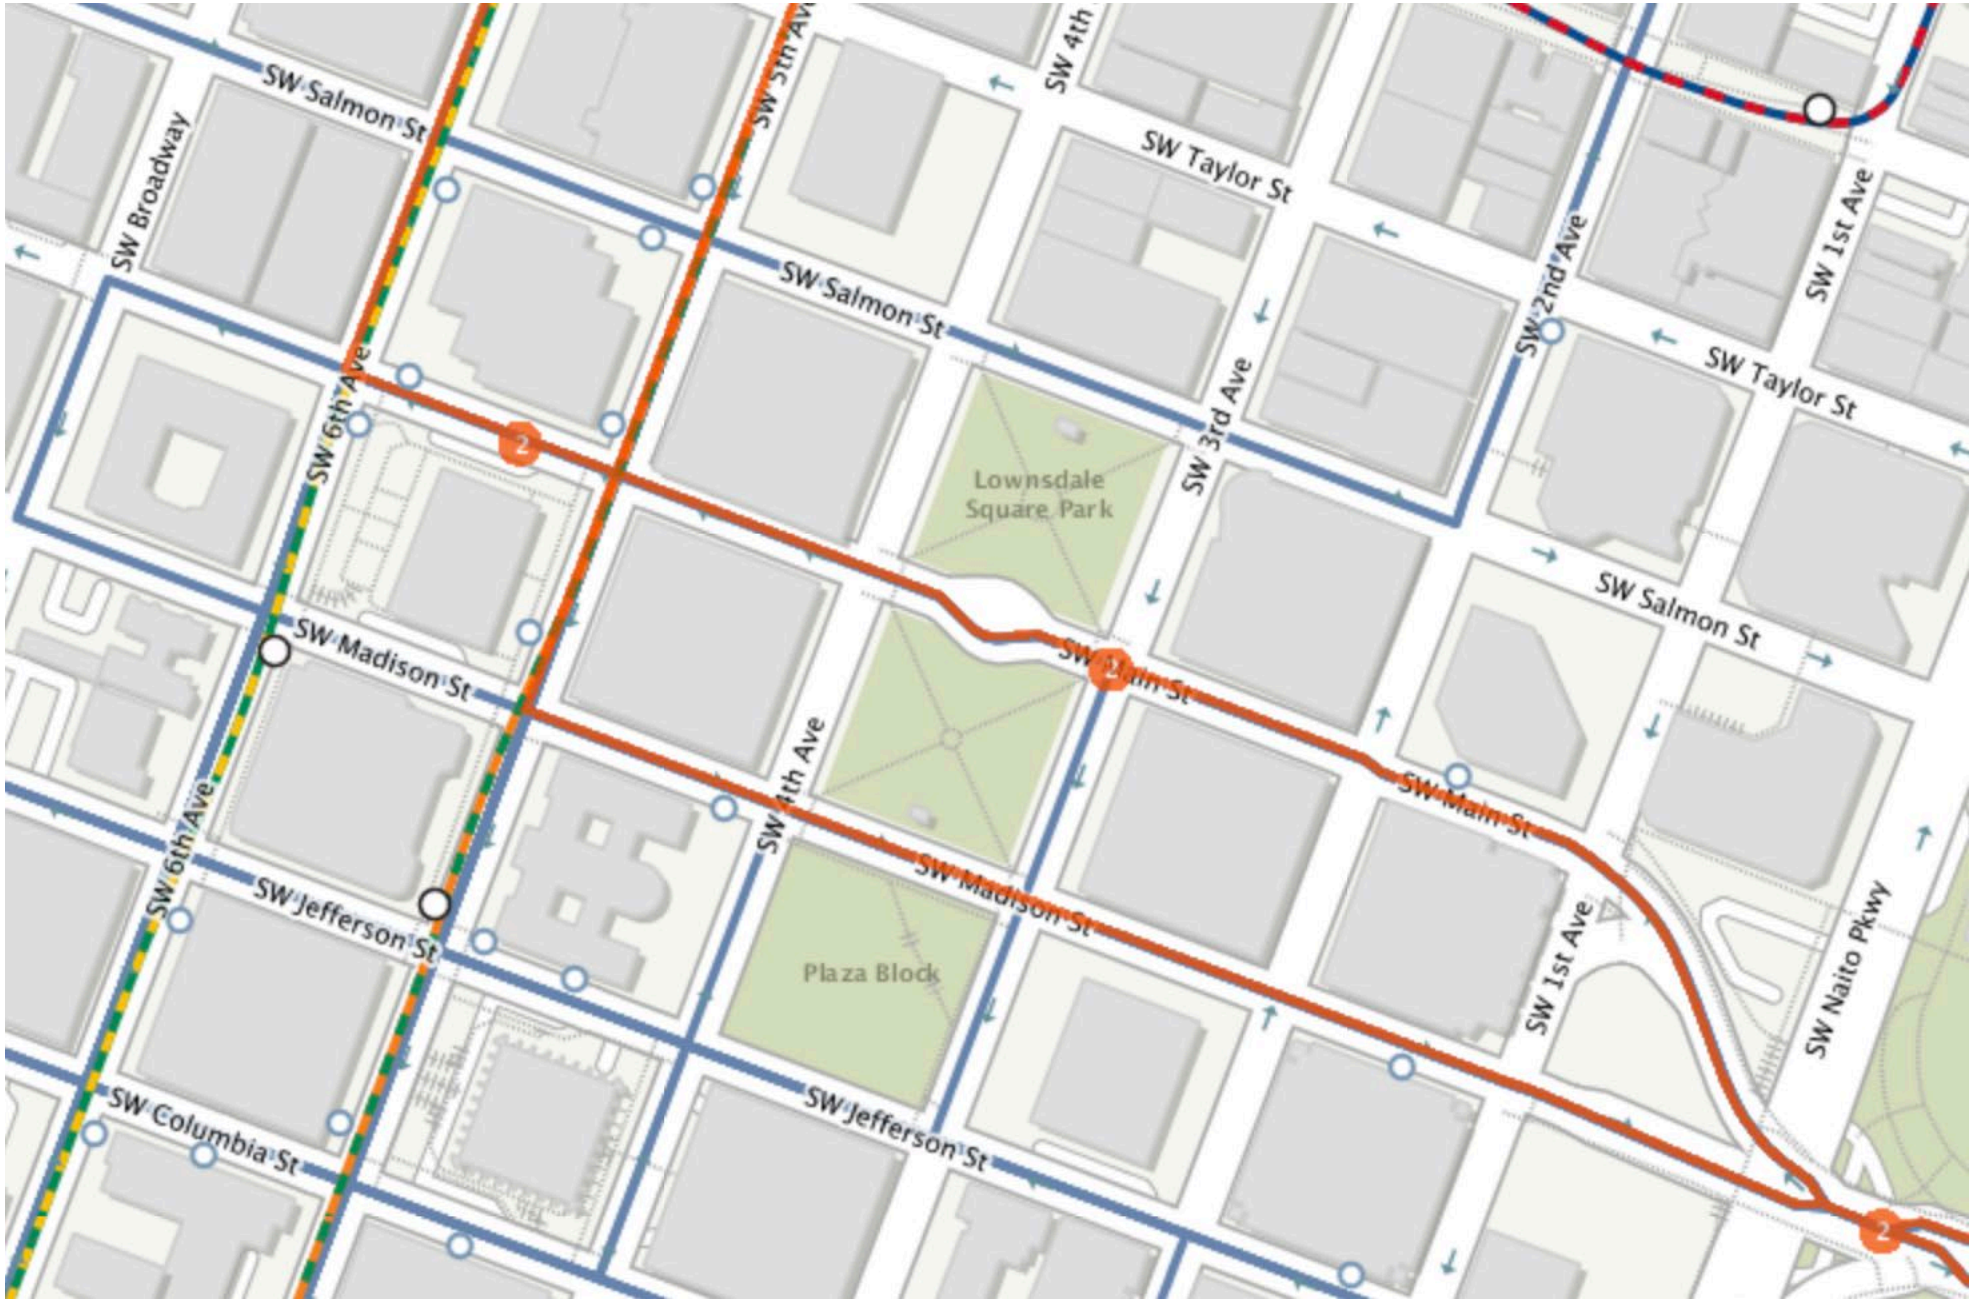 SW 4th
SW 5th Av
SW Salmon St
SW Broadway
SW Taylor St
SW 1st Ave
SW 2nd Ave
SW Salmon St
SW Taylor St
SW 6th Ave
SW 3rd Ave
2
Lownsdale
Square Park
SW Salmon St
SW Madison St
SW Main St
2
SW 4th Ave
SW Main St
SW 6th Ave
SW Madison St
SW Jefferson St
SW 1st Ave
SW Naito Pkwy
Plaza Block
SW Columbia St
SW Jefferson St
2